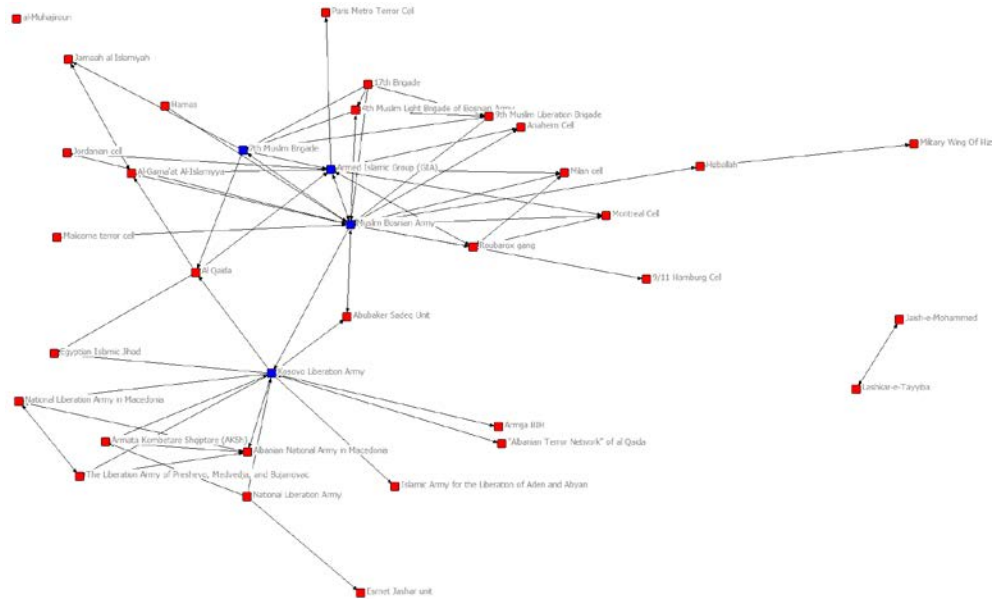 Paris Metro Terror Cell
al-Muhajiroun
Jamaah al Islamiyah
17th Brigade
Hamas
4th Muslim Light Brigade of Bosnian Army
9th Muslim Liberation Brigade
Anaheim Cell
Military Wing Of Hiz
7th Muslim Brigade
Jordanian cell
Hizbollah
Armed Islamic Group (GIA)
Al-Gama'at Al-Islamiyya
Milan cell
Montreal Cell
Muslim Bosnian Army
Maicome terror cell
Roubarox gang
Al Qaida
9/11 Hamburg Cell
Abubaker Sadeq Unit
Jaish-e-Mohammed
Egyptian Islamic Jihad
Kosovo Liberation Army
Lashkar-e-Tayyiba
National Liberation Army in Macedonia
Armja
Armata Kombetare Shqiptare (AKSh)
"Albanian Terror Network" of al Qaida
Albanian National Army in Macedonia
The Liberation Army of Preshevo, Medvedja, and Bujanovac
Islamic Army for the Liberation of Aden and Abyan
National Liberation Army
Esmet Jashar unit